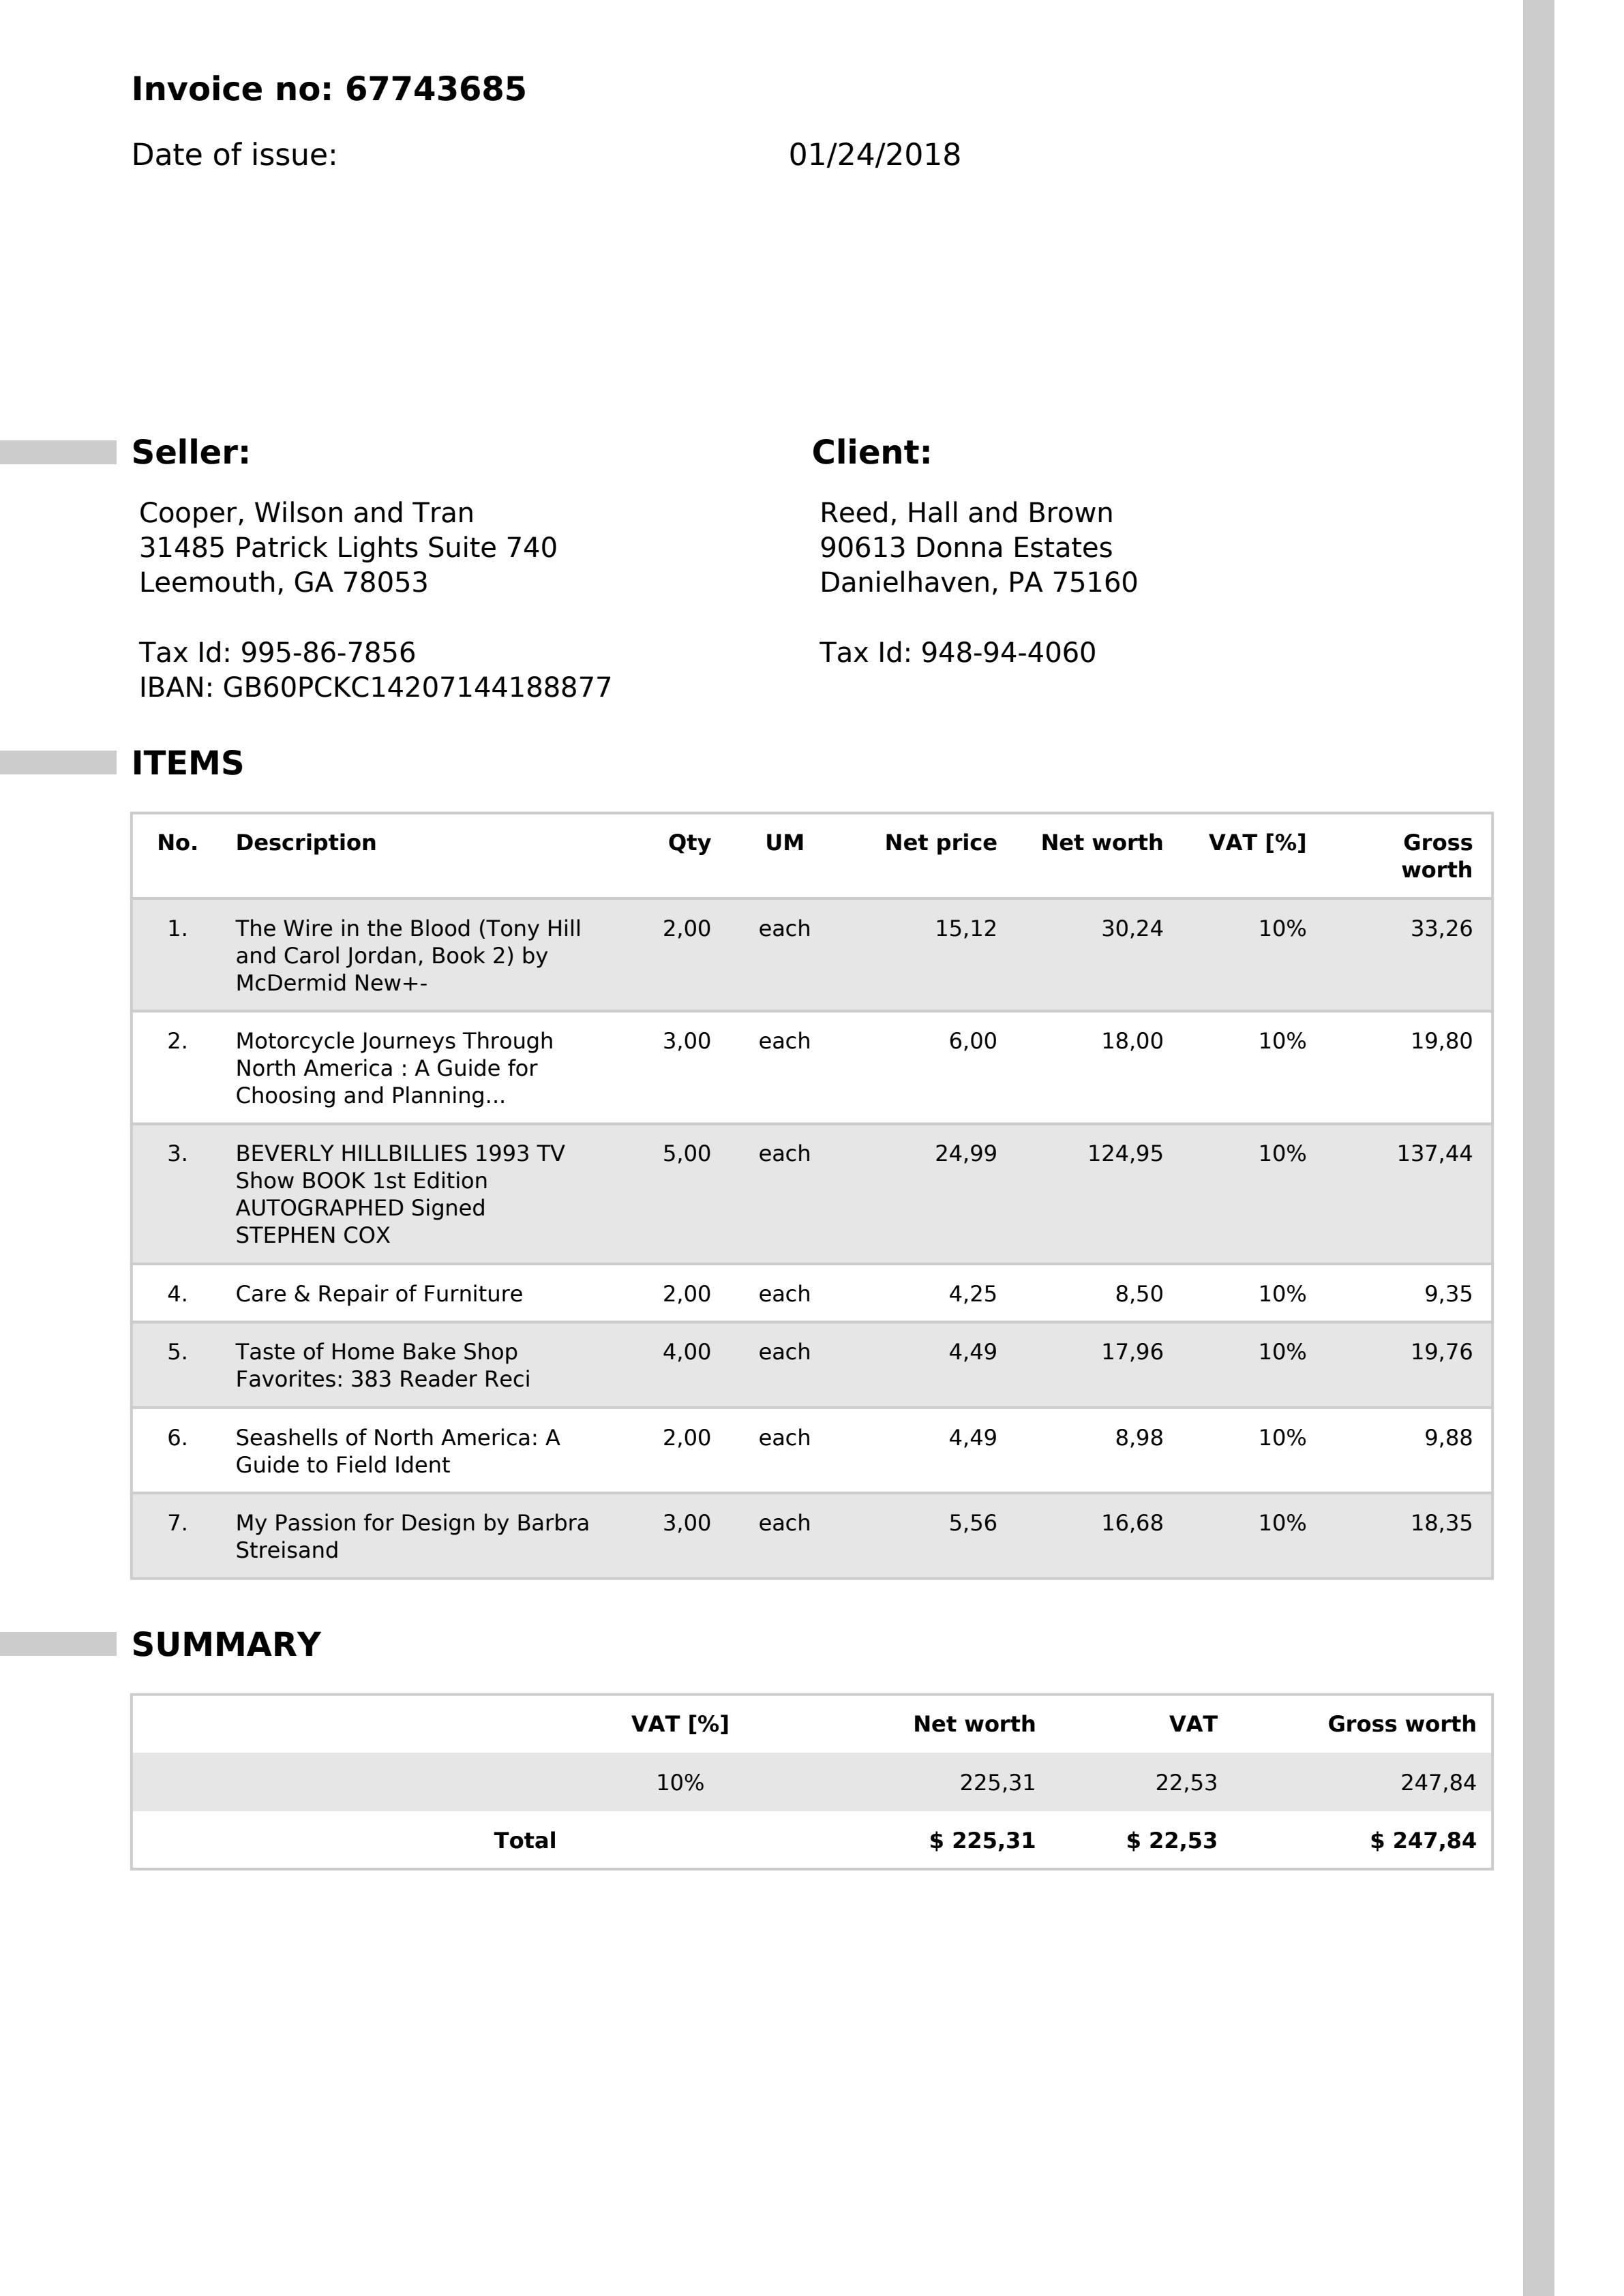 Invoice no: 67743685
Date of issue: 01/24/2018
Seller:
Cooper, Wilson and Tran
31485 Patrick Lights Suite 740
Leemouth, GA 78053
Tax Id: 995-86-7856
IBAN: GB60PCKC14207144188877
Client:
Reed, Hall and Brown
90613 Donna Estates
Danielhaven, PA 75160
Tax Id: 948-94-4060
ITEMS
No. Description Qty UM Net price Net worth VAT [%] Gross
worth
1. The Wire in the Blood (Tony Hill 2,00 each 15,12 30,24 10% 33,26
and Carol Jordan, Book 2) by
McDermid New+-
2. Motorcycle Journeys Through 3,00 each 6,00 18,00 10% 19,80
North America : A Guide for
Choosing and Planning...
3. BEVERLY HILLBILLIES 1993 TV 5,00 each 24,99 124,95 10% 137,44
Show BOOK 1st Edition
AUTOGRAPHED Signed
STEPHEN COX
4. Care & Repair of Furniture 2,00 each 4,25 8,50 10% 9,35
5. Taste of Home Bake Shop 4,00 each 4,49 17,96 10% 19,76
Favorites: 383 Reader Reci
6. Seashells of North America: A 2,00 each 4,49 8,98 10% 9,88
Guide to Field Ident
7. My Passion for Design by Barbra 3,00 each 5,56 16,68 10% 18,35
Streisand
SUMMARY
VAT [%] Net worth VAT Gross worth
10% 225,31 22,53 247,84
Total $ 225,31 $ 22,53 $ 247,84